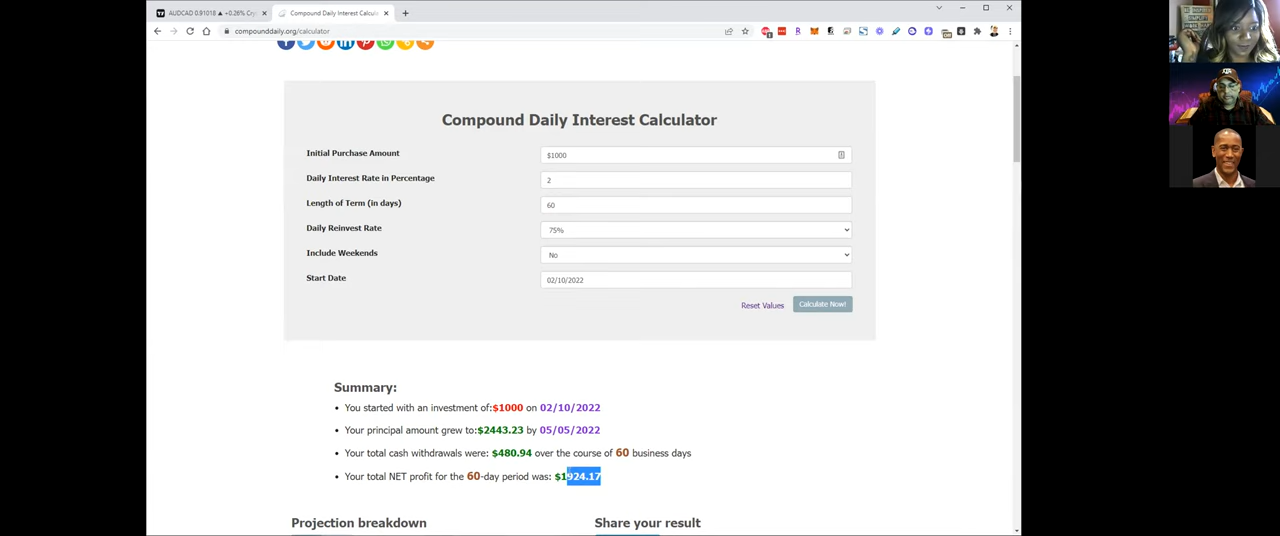 AUDCAD 0.91018 ▲ +0.26%
Compound Daily Interest Calcula
compounddaily.org/calculator
Compound Daily Interest Calculator
Initial Purchase Amount
$1000
Daily Interest Rate in Percentage
2
Length of Term (in days)
60
Daily Reinvest Rate
75%
Include Weekends
No
Start Date
02/10/2022
Reset Values
Calculate Now!
Summary:
• You started with an investment of:$1000 on 02/10/2022
• Your principal amount grew to:$2443.23 by 05/05/2022
• Your total cash withdrawals were: $480.94 over the course of 60 business days
• Your total NET profit for the 60-day period was: $1924.17
Projection breakdown
Share your result